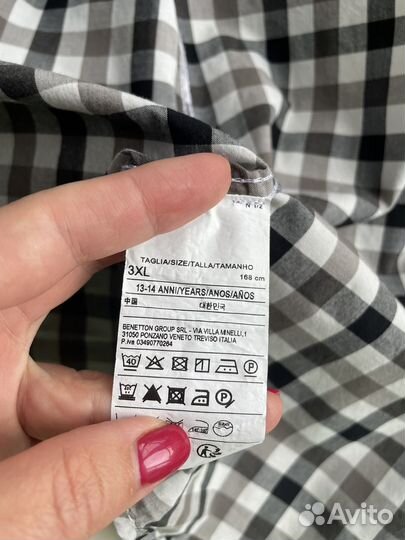 TAGLIA/SIZE/TALLA/TAMANHO
3XL 168 cm
13-14 ANNI/YEARS/ANOS/AÑOS
中国 대한민국
BENETTON GROUP SRL - VIA VILLA MINELLI,1
31050 PONZANO VENETO TREVISO ITALIA
P.iva 03490770264
40 P
P
Avito